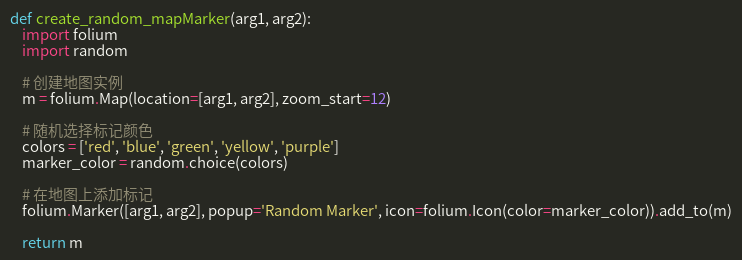 def create_random_mapMarker(arg1, arg2):
import folium
import random
# 创建地图实例
m = folium.Map(location=[arg1, arg2], zoom_start=12)
# 随机选择标记颜色
colors = ['red', 'blue', 'green', 'yellow', 'purple']
marker_color = random.choice(colors)
# 在地图上添加标记
folium.Marker([arg1, arg2], popup='Random Marker', icon=folium.Icon(color=marker_color)).add_to(m)
return m